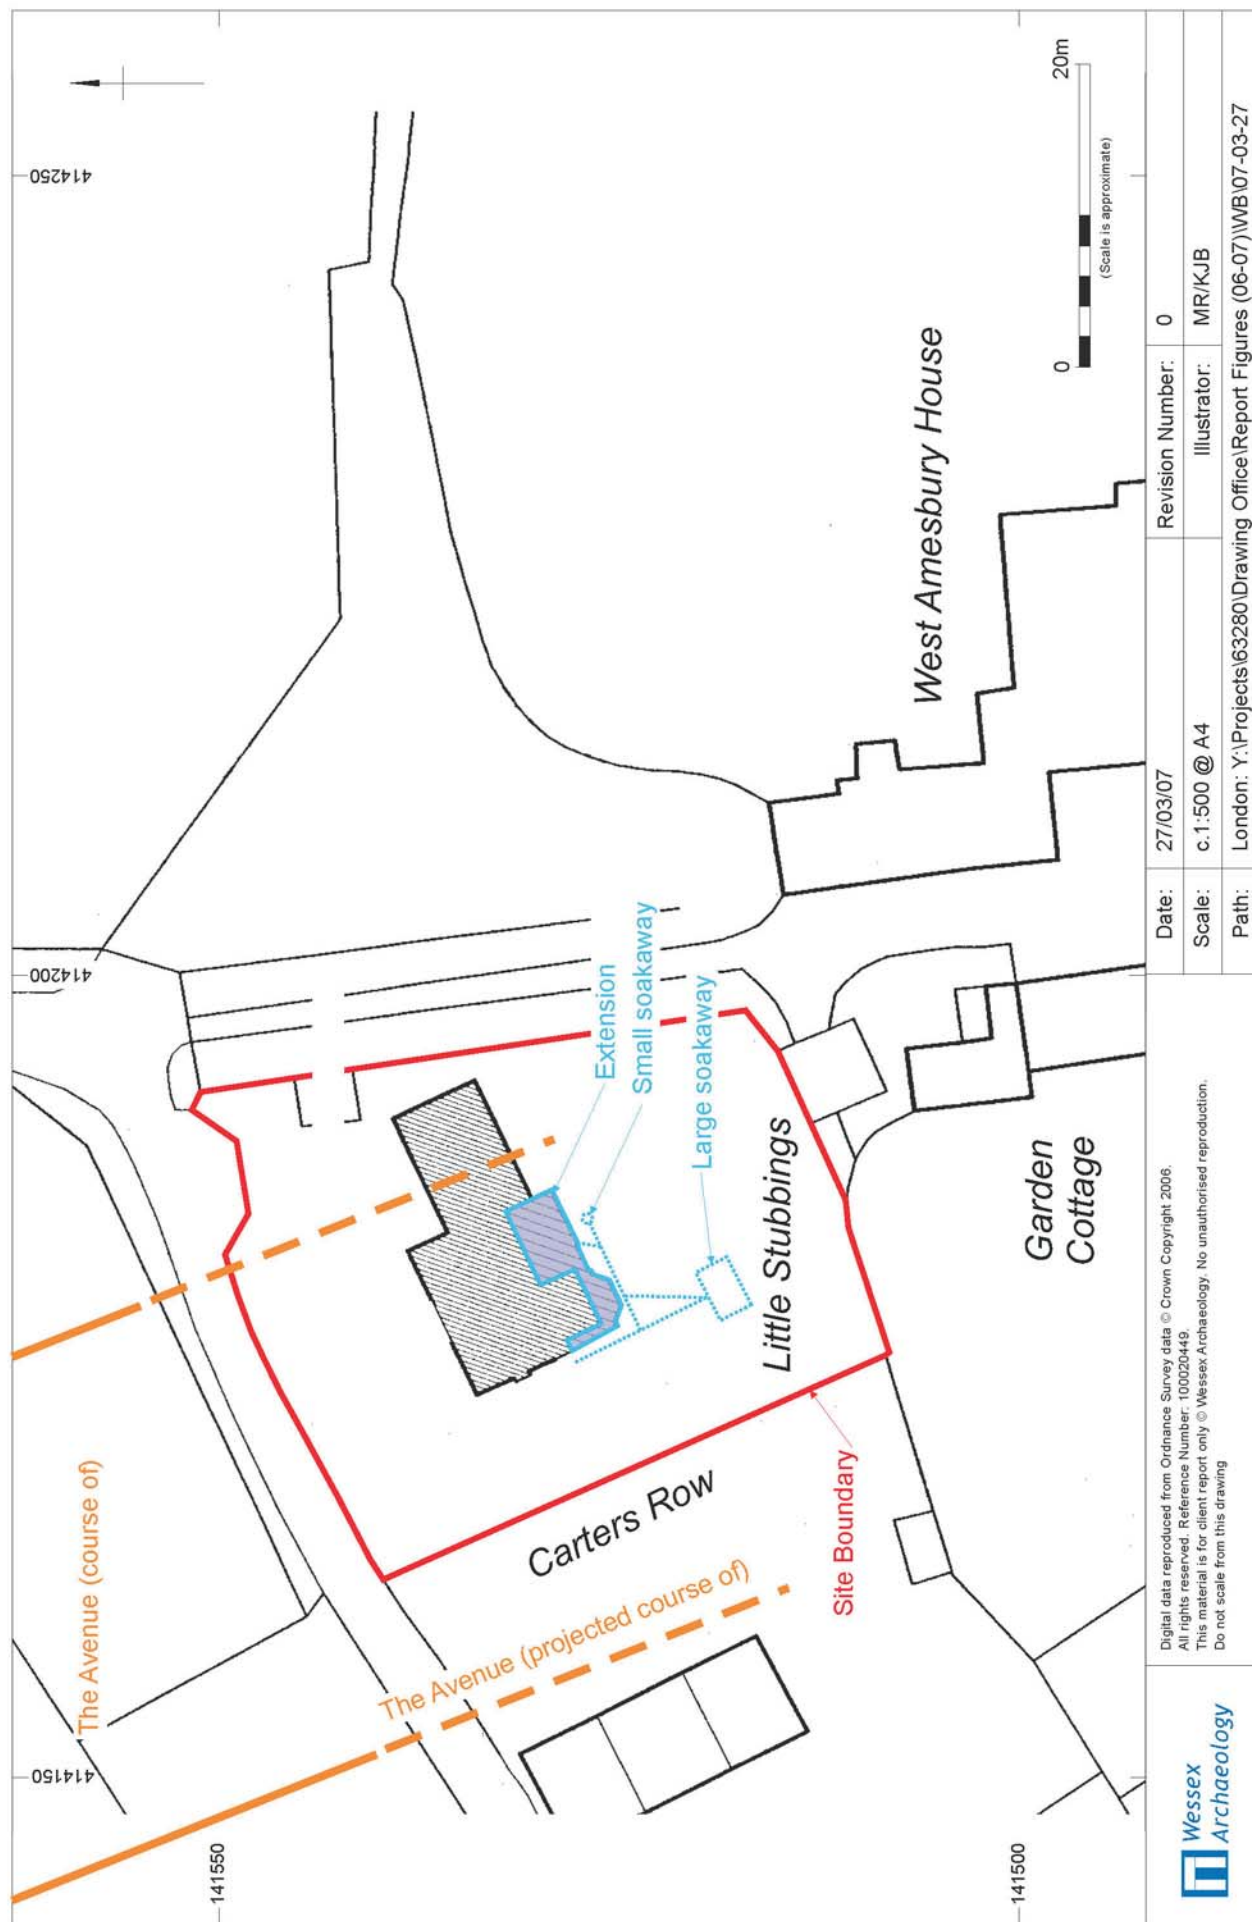 414150
414200
414250
141550
141500
The Avenue (course of)
The Avenue (projected course of)
Carters Row
Site Boundary
Little Stubbings
Extension
Small soakaway
Large soakaway
Garden
Cottage
West Amesbury House
0
20m
(Scale is approximate)
Wessex
Archaeology
Digital data reproduced from Ordnance Survey data © Crown Copyright 2006.
All rights reserved. Reference Number: 100020449.
This material is for client report only © Wessex Archaeology. No unauthorised reproduction.
Do not scale from this drawing
Date: 27/03/07 Revision Number: 0
Scale: c.1:500 @ A4 Illustrator: MR/KJB
Path: London: Y:\Projects\63280\Drawing Office\Report Figures (06-07)\WB\07-03-27